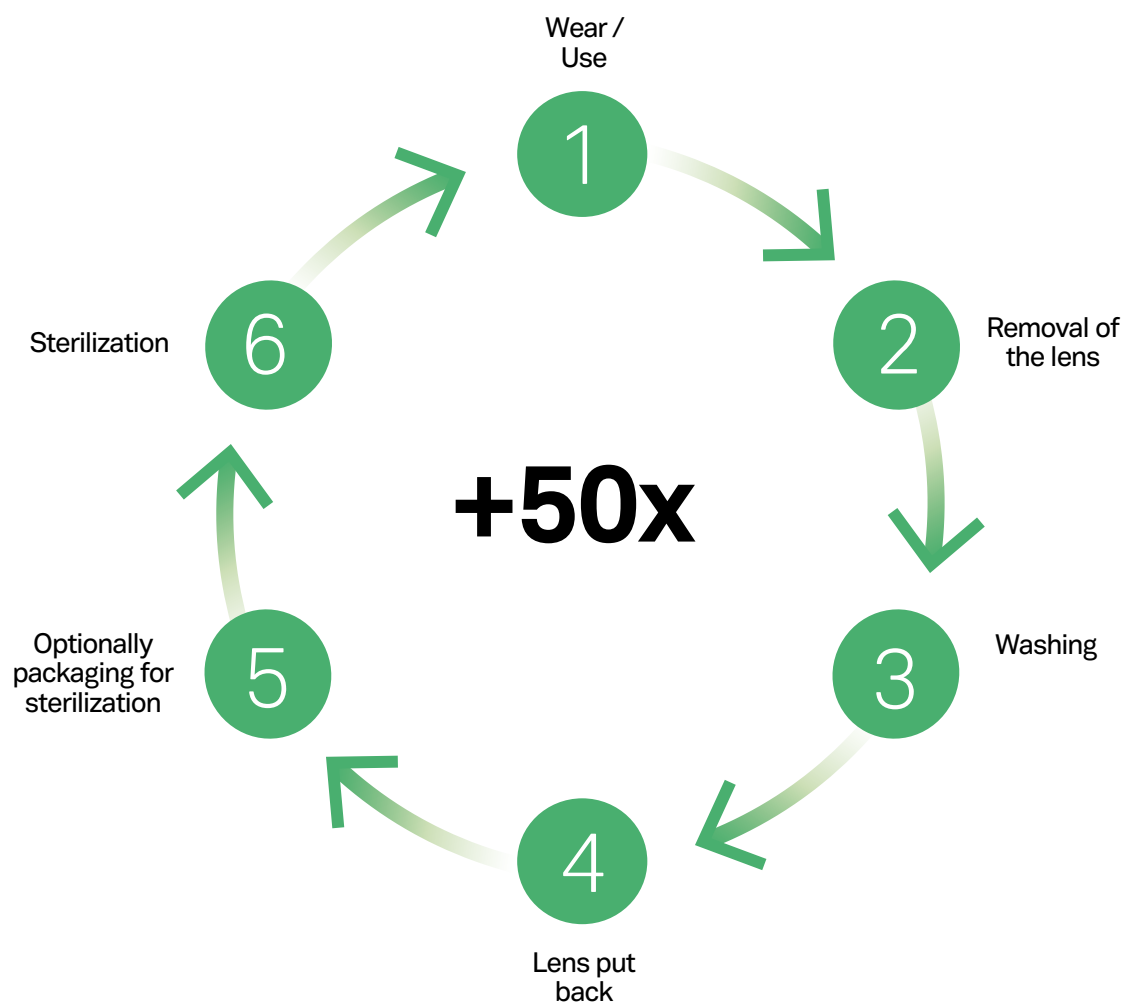 Wear /
Use
1
2
Removal of
the lens
3
Washing
4
Lens put
back
5
Optionally
packaging for
sterilization
6
Sterilization
+50x